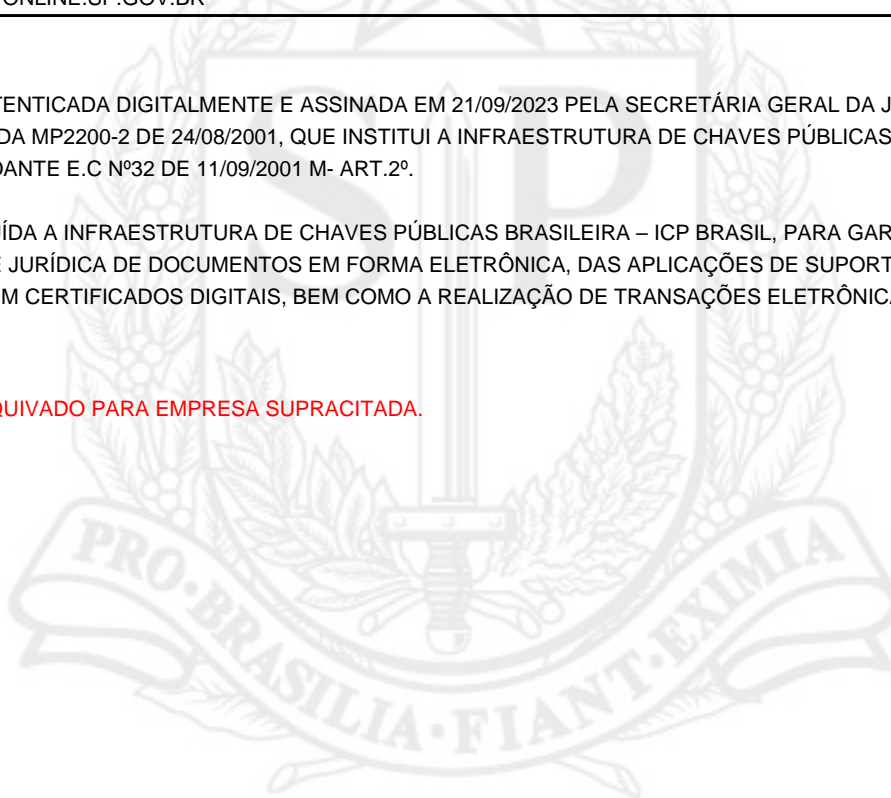 ONLINE.SP.GOV.BR
TENTICADA DIGITALMENTE E ASSINADA EM 21/09/2023 PELA SECRETÁRIA GERAL DA J
DA MP2200-2 DE 24/08/2001, QUE INSTITUI A INFRAESTRUTURA DE CHAVES PÚBLICAS
DANTE E.C Nº32 DE 11/09/2001 M- ART.2º.
ÍDA A INFRAESTRUTURA DE CHAVES PÚBLICAS BRASILEIRA – ICP BRASIL, PARA GAR
E JURÍDICA DE DOCUMENTOS EM FORMA ELETRÔNICA, DAS APLICAÇÕES DE SUPORT
M CERTIFICADOS DIGITAIS, BEM COMO A REALIZAÇÃO DE TRANSAÇÕES ELETRÔNICA
QUIVADO PARA EMPRESA SUPRACITADA.
SP
PRO·BRASILIA·FIANT·EXIMIA